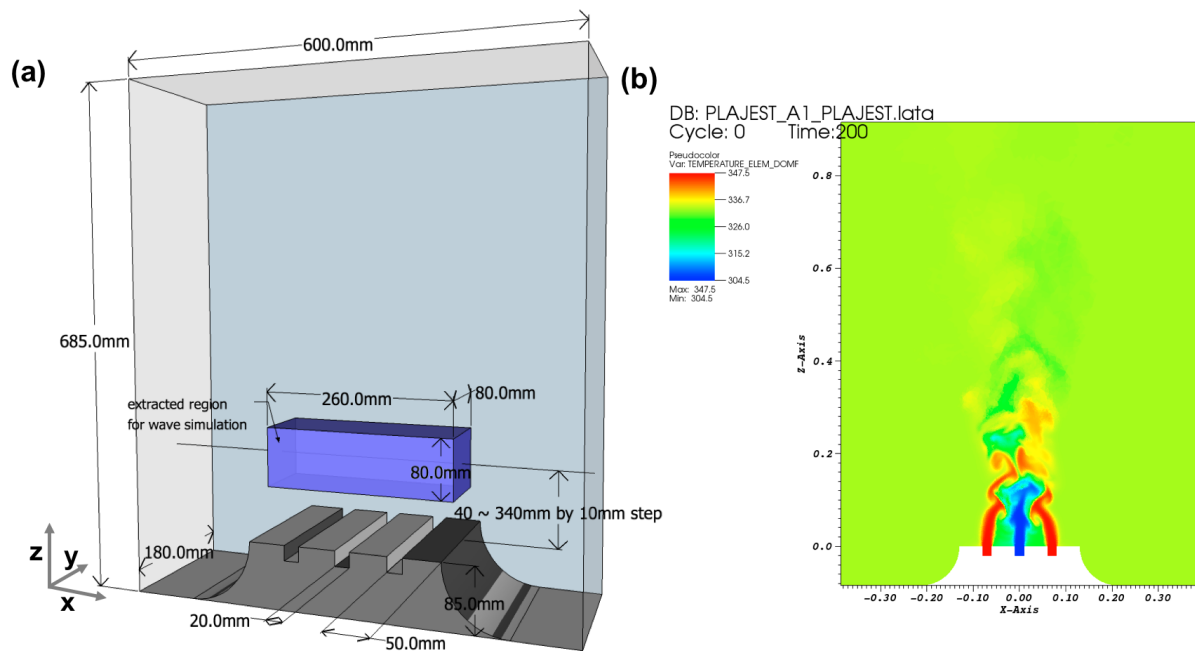 (a)
600.0mm
685.0mm
260.0mm
80.0mm
extracted region
for wave simulation
80.0mm
40 ~ 340mm by 10mm step
180.0mm
85.0mm
20.0mm
50.0mm
z
y
x
(b)
DB: PLAJEST_A1_PLAJEST.lata
Cycle: 0 Time:200
Pseudocolor
Var: TEMPERATURE_ELEM_DOMF
347.5
336.7
326.0
315.2
304.5
Max: 347.5
Min: 304.5
Z-Axis
0.8
0.6
0.4
0.2
0.0
-0.30 -0.20 -0.10 0.00 0.10 0.20 0.30
X-Axis